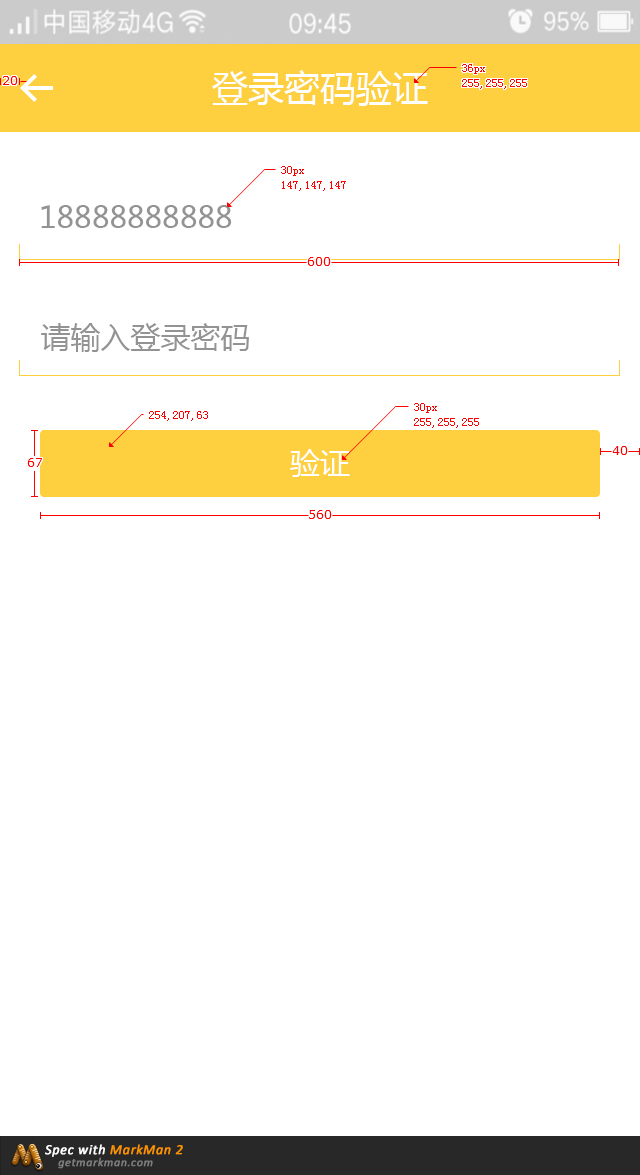 中国移动4G 09:45 95%
20 登录密码验证 36px
255, 255, 255
30px
147, 147, 147
18888888888
600
请输入登录密码
254, 207, 63 30px
255, 255, 255
67 验证 40
560
Spec with MarkMan 2
getmarkman.com